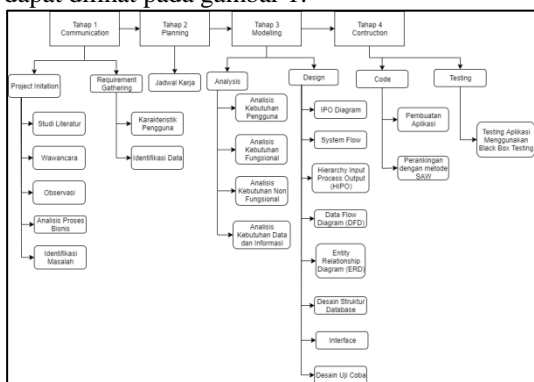 dapat dilihat pada gambar 1.
Tahap 1
Communication
Tahap 2
Planning
Tahap 3
Modelling
Tahap 4
Contruction
Project Initation
Requirement
Gathering
Jadwal Kerja
Analysis
Design
Code
Testing
Studi Literatur
Wawancara
Observasi
Analisis Proses
Bisnis
Identifikasi
Masalah
Karakteristik
Pengguna
Identifikasi Data
Analisis
Kebutuhan
Pengguna
Analisis
Kebutuhan
Fungsional
Analisis
Kebutuhan Non
Fungsional
Analisis
Kebutuhan Data
dan Informasi
IPO Diagram
System Flow
Hierarchy Input
Process Output
(HIPO)
Data Flow
Diagram (DFD)
Entity
Relationship
Diagram (ERD)
Desain Struktur
Database
Interface
Desain Uji Coba
Pembuatan
Aplikasi
Perankingan
dengan metode
SAW
Testing Aplikasi
Menggunakan
Black Box Testing